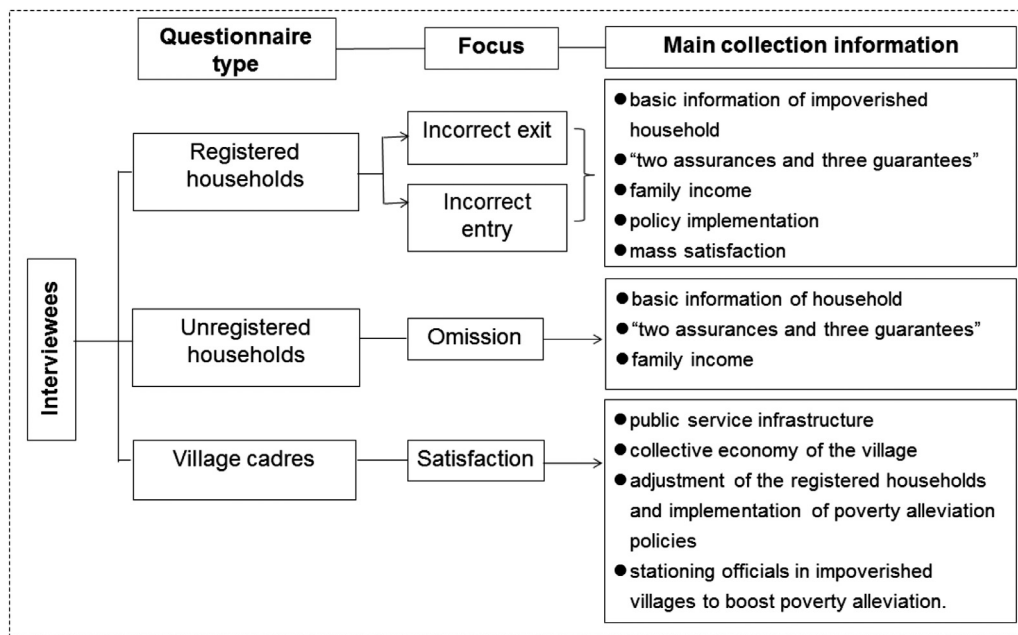 Questionnaire
type
Focus
Main collection information
Interviewees
Registered
households
Incorrect exit
Incorrect
entry
●basic information of impoverished
household
●“two assurances and three guarantees”
●family income
●policy implementation
●mass satisfaction
Unregistered
households
Omission
●basic information of household
●“two assurances and three guarantees”
●family income
Village cadres
Satisfaction
●public service infrastructure
●collective economy of the village
●adjustment of the registered households
and implementation of poverty alleviation
policies
●stationing officials in impoverished
villages to boost poverty alleviation.